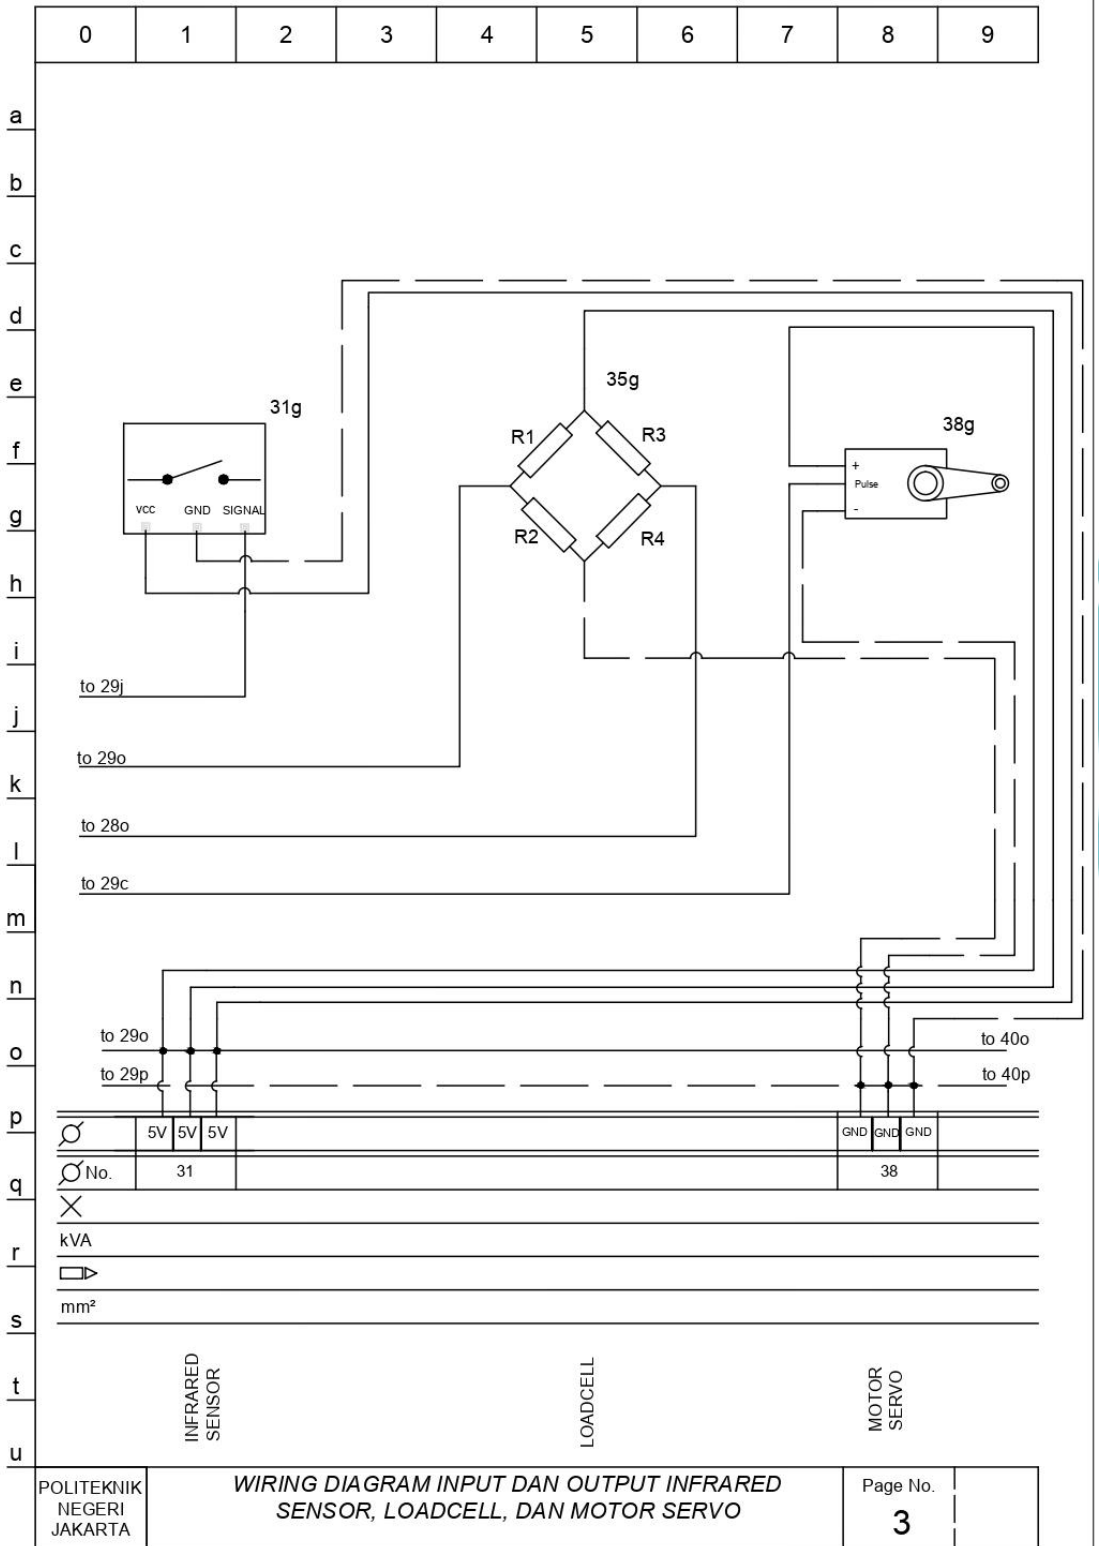 0 1 2 3 4 5 6 7 8 9
a
b
c
d
e
35g
31g
38g
f
R1 R3
+
Pulse
-
g
VCC GND SIGNAL
R2 R4
h
i
to 29j
j
to 29o
k
to 28o
l
to 29c
m
n
to 29o to 40o
o
to 29p to 40p
p
5V 5V 5V GND GND GND
No. 31 38
q
kVA
r
mm²
s
INFRARED
SENSOR
LOADCELL
MOTOR
SERVO
t
u
POLITEKNIK
NEGERI
JAKARTA
WIRING DIAGRAM INPUT DAN OUTPUT INFRARED
SENSOR, LOADCELL, DAN MOTOR SERVO
Page No.
3